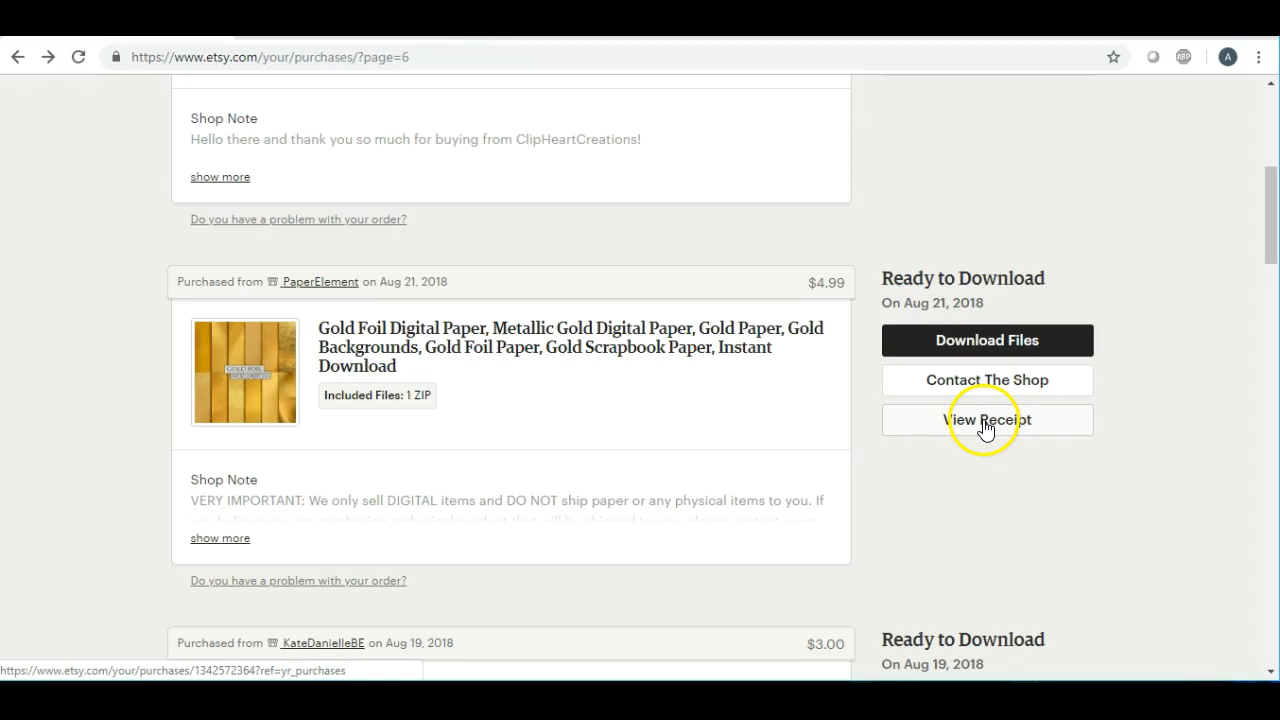 https://www.etsy.com/your/purchases/?page=6
ABP
A
Shop Note
Hello there and thank you so much for buying from ClipHeartCreations!
show more
Do you have a problem with your order?
Purchased from PaperElement on Aug 21, 2018
$4.99
Gold Foil Digital Paper, Metallic Gold Digital Paper, Gold Paper, Gold
Backgrounds, Gold Foil Paper, Gold Scrapbook Paper, Instant
Download
Included Files: 1 ZIP
GOLD FOIL
Ready to Download
On Aug 21, 2018
Download Files
Contact The Shop
View Receipt
Shop Note
VERY IMPORTANT: We only sell DIGITAL items and DO NOT ship paper or any physical items to you. If
show more
Do you have a problem with your order?
Purchased from KateDanielleBE on Aug 19, 2018
$3.00
Ready to Download
On Aug 19, 2018
https://www.etsy.com/your/purchases/1342572364?ref=yr_purchases